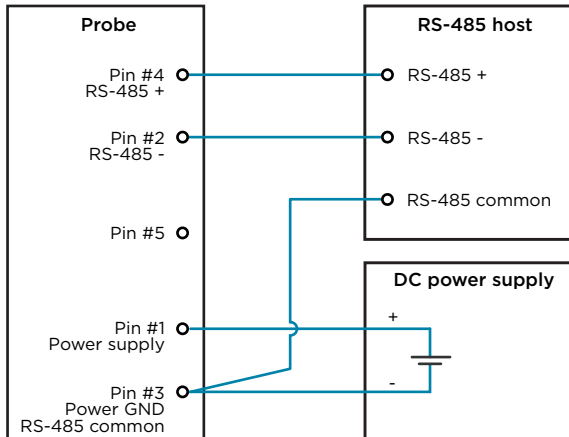 Probe
Pin #4
RS-485 +
Pin #2
RS-485 -
Pin #5
Pin #1
Power supply
Pin #3
Power GND
RS-485 common
RS-485 host
RS-485 +
RS-485 -
RS-485 common
DC power supply
+
-